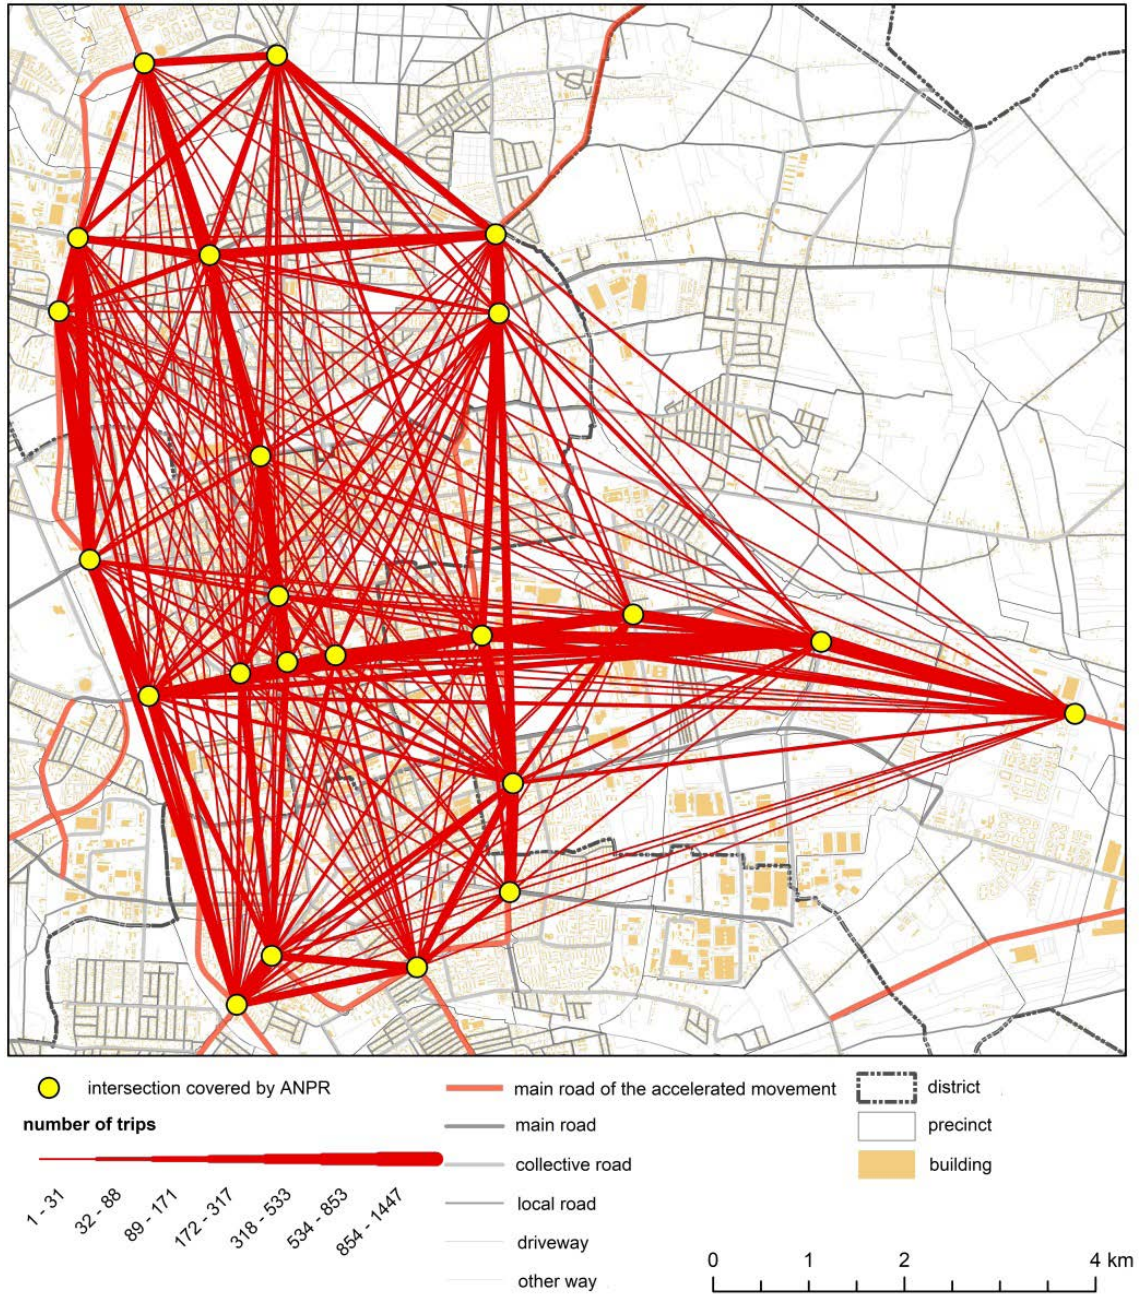 intersection covered by ANPR
number of trips
1 - 31
32 - 88
89 - 171
172 - 317
318 - 533
534 - 853
854 - 1447
main road of the accelerated movement
main road
collective road
local road
driveway
other way
district
precinct
building
0 1 2 4 km